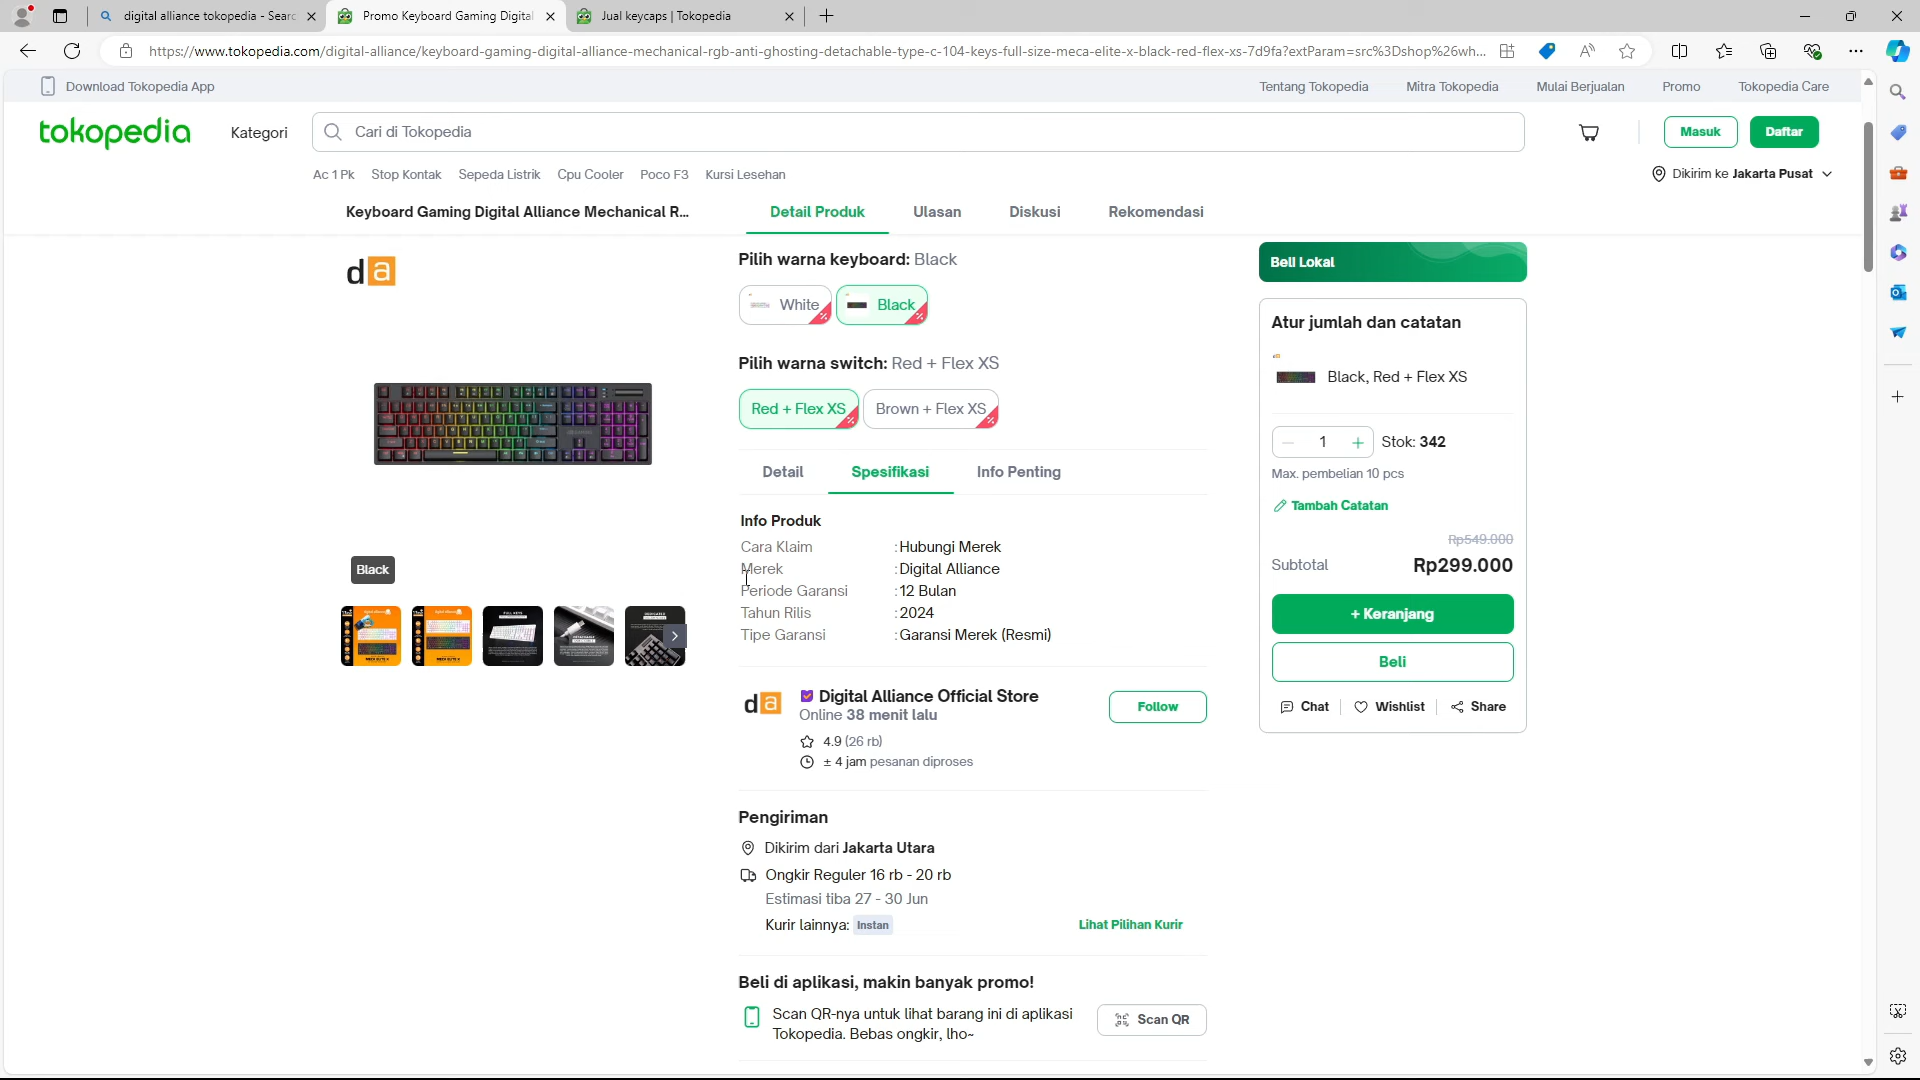 digital alliance tokopedia - Searc
Promo Keyboard Gaming Digital
Jual keycaps | Tokopedia
https://www.tokopedia.com/digital-alliance/keyboard-gaming-digital-alliance-mechanical-rgb-anti-ghosting-detachable-type-c-104-keys-full-size-meca-elite-x-black-red-flex-xs-7d9fa?extParam=src%3Dshop%26wh...
Download Tokopedia App
Tentang Tokopedia
Mitra Tokopedia
Mulai Berjualan
Promo
Tokopedia Care
tokopedia
Kategori
Cari di Tokopedia
Masuk
Daftar
Ac 1 Pk
Stop Kontak
Sepeda Listrik
Cpu Cooler
Poco F3
Kursi Lesehan
Dikirim ke Jakarta Pusat
Keyboard Gaming Digital Alliance Mechanical R...
Detail Produk
Ulasan
Diskusi
Rekomendasi
da
Black
Pilih warna keyboard: Black
White
Black
Pilih warna switch: Red + Flex XS
Red + Flex XS
Brown + Flex XS
Detail
Spesifikasi
Info Penting
Info Produk
Cara Klaim : Hubungi Merek
Merek : Digital Alliance
Periode Garansi : 12 Bulan
Tahun Rilis : 2024
Tipe Garansi : Garansi Merek (Resmi)
da
Digital Alliance Official Store
Online 38 menit lalu
4.9 (26 rb)
± 4 jam pesanan diproses
Follow
Pengiriman
Dikirim dari Jakarta Utara
Ongkir Reguler 16 rb - 20 rb
Estimasi tiba 27 - 30 Jun
Kurir lainnya: Instan
Lihat Pilihan Kurir
Beli di aplikasi, makin banyak promo!
Scan QR-nya untuk lihat barang ini di aplikasi
Tokopedia. Bebas ongkir, lho~
Scan QR
Beli Lokal
Atur jumlah dan catatan
Black, Red + Flex XS
1
Stok: 342
Max. pembelian 10 pcs
Tambah Catatan
Rp549.000
Subtotal
Rp299.000
+ Keranjang
Beli
Chat
Wishlist
Share